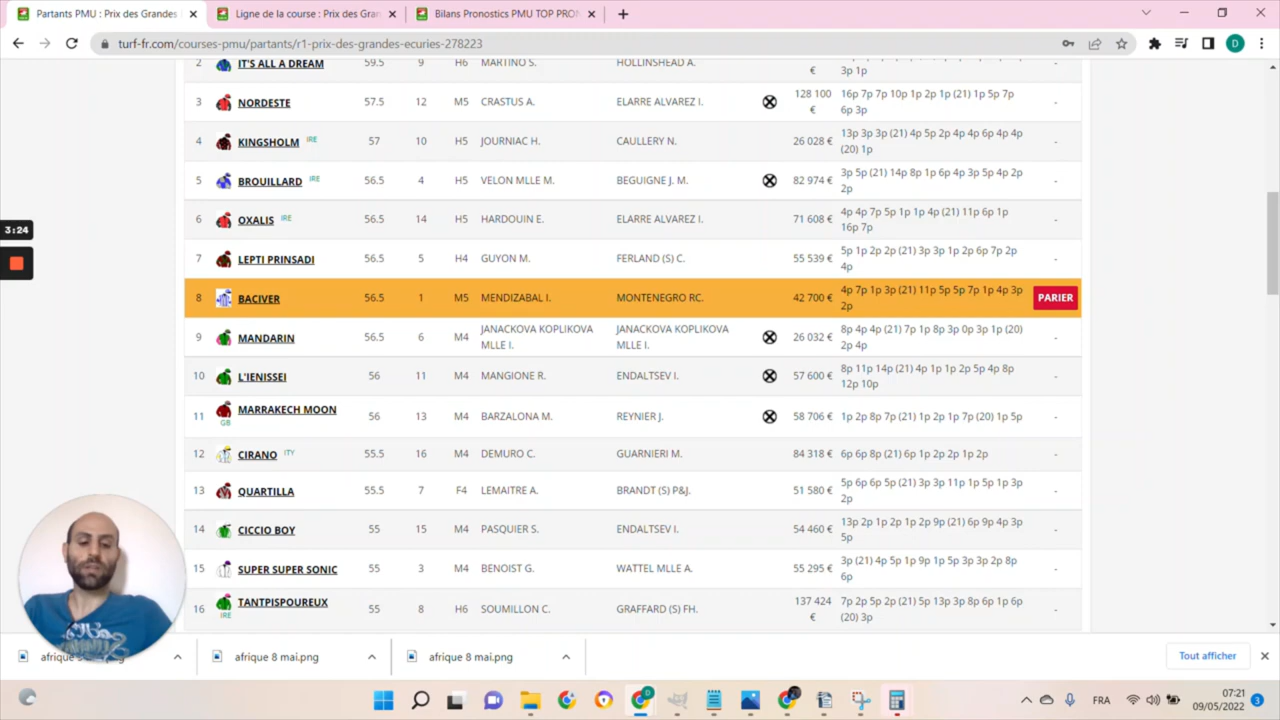 Partants PMU : Prix des Grandes
Ligne de la course : Prix des Gran
Bilans Pronostics PMU TOP PRON
turf-fr.com/courses-pmu/partants/r1-prix-des-grandes-ecuries-278223
D
2 IT'S ALL A DREAM 59.5 9 H6 MARTINO S. HOLLINSHEAD A. €
3p 1p
3 NORDESTE 57.5 12 M5 CRASTUS A. ELARRE ALVAREZ I. 128 100 € 16p 7p 7p 10p 1p 2p 1p (21) 1p 5p 7p -
6p 3p
4 KINGSHOLM IRE 57 10 H5 JOURNIAC H. CAULLERY N. 26 028 € 13p 3p 3p (21) 4p 5p 2p 4p 4p 6p 4p 4p -
(20) 1p
5 BROUILLARD IRE 56.5 4 H5 VELON MLLE M. BEGUIGNE J. M. 82 974 € 3p 5p (21) 14p 8p 1p 6p 4p 3p 5p 4p 2p -
2p
6 OXALIS IRE 56.5 14 H5 HARDOUIN E. ELARRE ALVAREZ I. 71 608 € 4p 4p 7p 5p 1p 1p 4p (21) 11p 6p 1p -
16p 7p
7 LEPTI PRINSADI 56.5 5 H4 GUYON M. FERLAND (S) C. 55 539 € 5p 1p 2p 2p (21) 3p 3p 1p 2p 6p 7p 2p -
4p
8 BACIVER 56.5 1 M5 MENDIZABAL I. MONTENEGRO RC. 42 700 € 4p 7p 1p 3p (21) 11p 5p 5p 7p 1p 4p 3p PARIER
2p
9 MANDARIN 56.5 6 M4 JANACKOVA KOPLIKOVA MLLE I. JANACKOVA KOPLIKOVA MLLE I. 26 032 € 8p 4p 4p (21) 7p 1p 8p 3p 0p 3p 1p (20) -
2p 4p
10 L'IENISSEI 56 11 M4 MANGIONE R. ENDALTSEV I. 57 600 € 8p 11p 14p (21) 4p 1p 1p 2p 5p 4p 8p -
12p 10p
11 MARRAKECH MOON GB 56 13 M4 BARZALONA M. REYNIER J. 58 706 € 1p 2p 8p 7p (21) 1p 2p 1p 7p (20) 1p 5p -
12 CIRANO ITY 55.5 16 M4 DEMURO C. GUARNIERI M. 84 318 € 6p 6p 8p (21) 6p 1p 2p 2p 1p 2p -
13 QUARTILLA 55.5 7 F4 LEMAITRE A. BRANDT (S) P&J. 51 580 € 5p 6p 6p 5p (21) 3p 3p 11p 1p 5p 1p 3p -
2p
14 CICCIO BOY 55 15 M4 PASQUIER S. ENDALTSEV I. 54 460 € 13p 2p 1p 2p 1p 2p 9p (21) 6p 9p 4p 3p -
5p
15 SUPER SUPER SONIC 55 3 M4 BENOIST G. WATTEL MLLE A. 55 295 € 3p (21) 4p 5p 1p 9p 1p 5p 3p 3p 2p 8p -
6p
16 TANTPISPOUREUX IRE 55 8 H6 SOUMILLON C. GRAFFARD (S) FH. 137 424 € 7p 2p 5p 2p (21) 5p 13p 3p 8p 6p 1p 6p -
(20) 3p
3:24
afrique
afrique 8 mai.png
afrique 8 mai.png
Tout afficher
FRA
07:21
09/05/2022
3